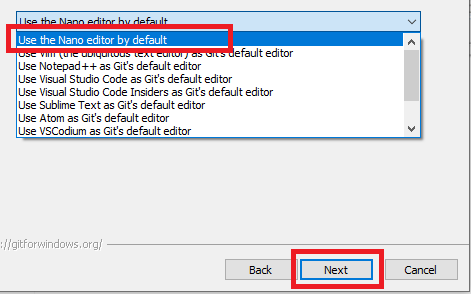 Use the Nano editor by default
Use the Nano editor by default
Use Vim (the ubiquitous text editor) as Git's default editor
Use Notepad++ as Git's default editor
Use Visual Studio Code as Git's default editor
Use Visual Studio Code Insiders as Git's default editor
Use Sublime Text as Git's default editor
Use Atom as Git's default editor
Use VSCodium as Git's default editor
://gitforwindows.org/
Back Next Cancel